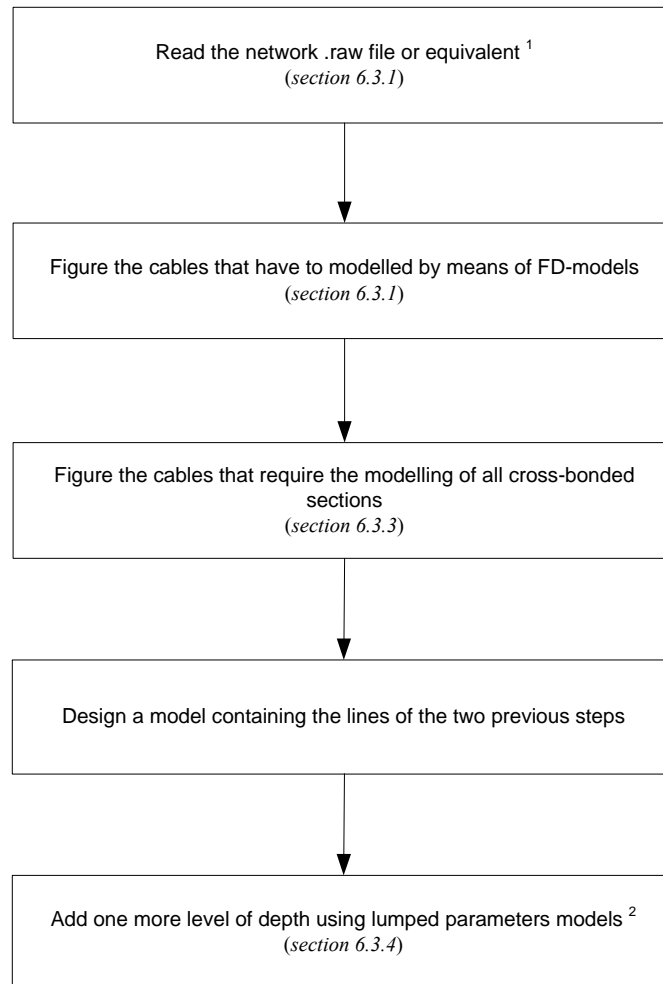 Read the network .raw file or equivalent ¹
(section 6.3.1)
Figure the cables that have to modelled by means of FD-models
(section 6.3.1)
Figure the cables that require the modelling of all cross-bonded
sections
(section 6.3.3)
Design a model containing the lines of the two previous steps
Add one more level of depth using lumped parameters models ²
(section 6.3.4)